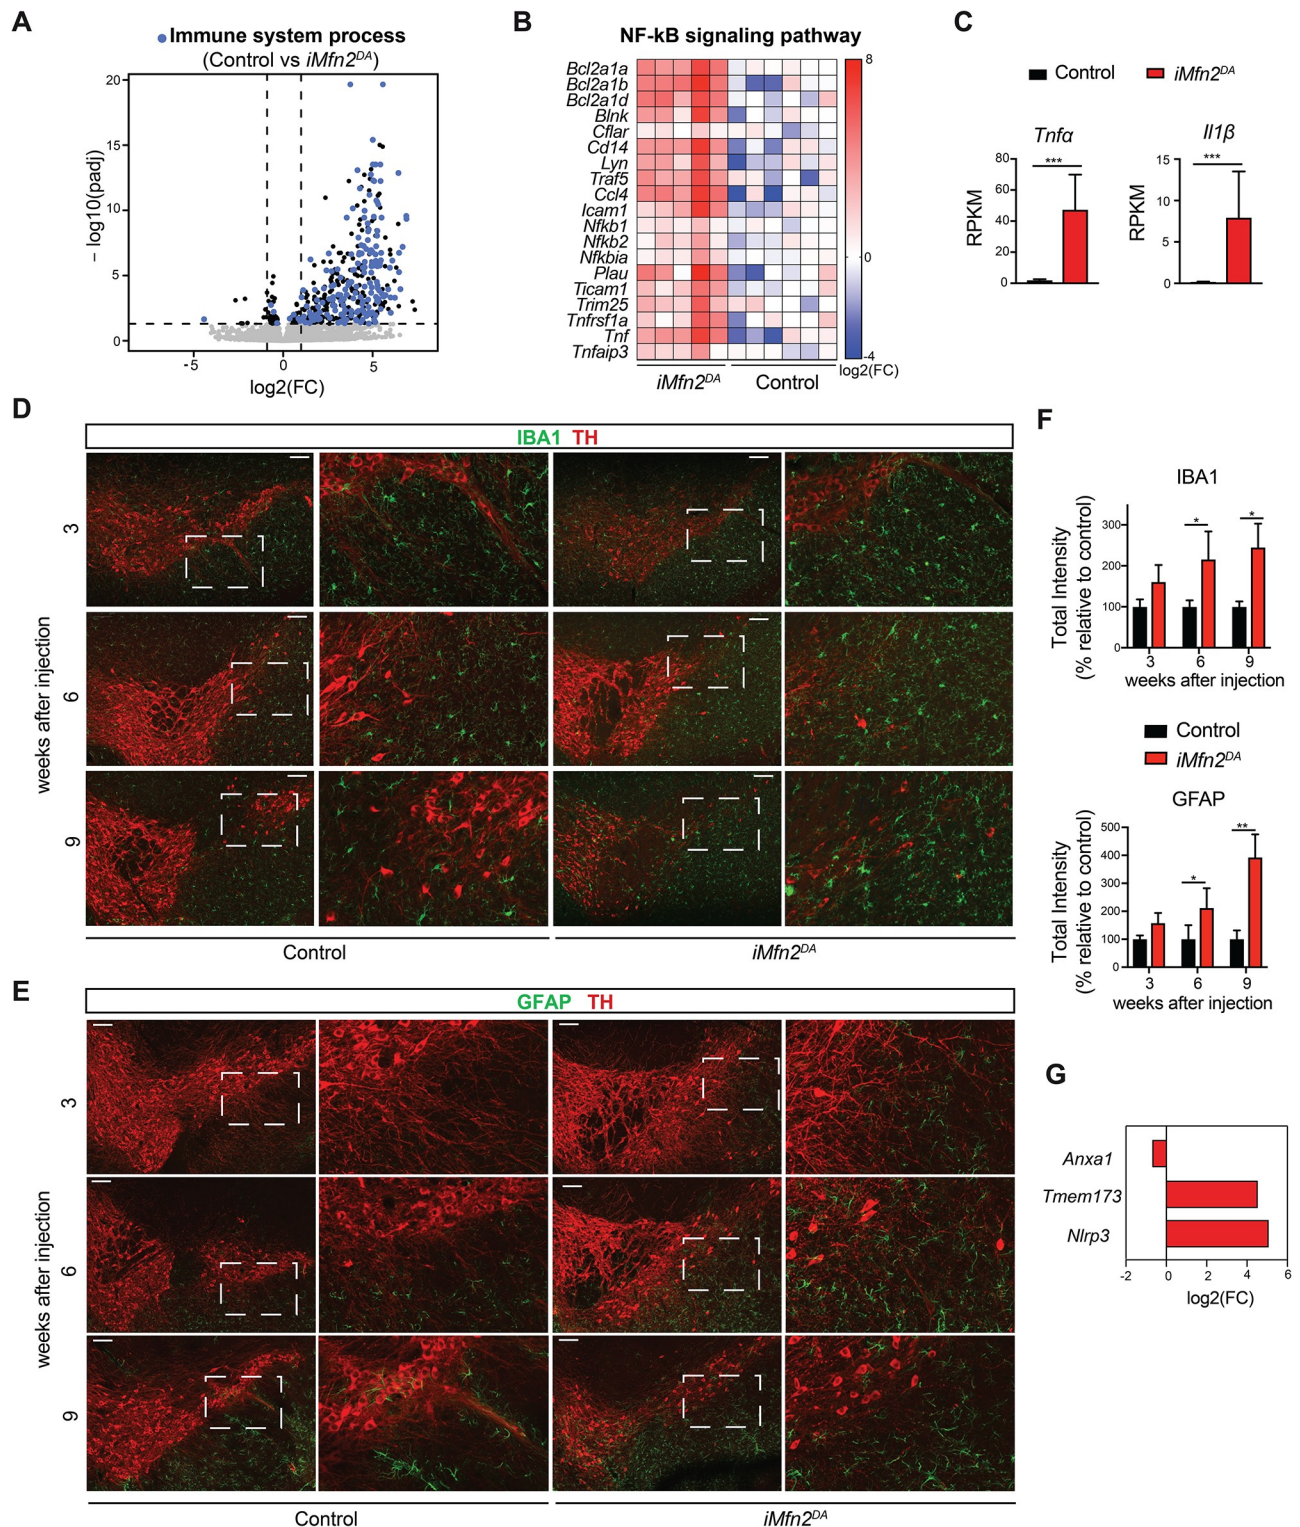 A
Immune system process
(Control vs iMfn2DA)
– log10(padj)
20
15
10
5
0
-5
0
5
log2(FC)
B
NF-kB signaling pathway
Bcl2a1a
Bcl2a1b
Bcl2a1d
Blnk
Cflar
Cd14
Lyn
Traf5
Ccl4
Icam1
Nfkb1
Nfkb2
Nfkbia
Plau
Ticam1
Trim25
Tnfrsf1a
Tnf
Tnfaip3
8
0
-4
log2(FC)
iMfn2DA
Control
C
Control
iMfn2DA
Tnfα
***
RPKM
80
60
40
20
0
Il1β
***
RPKM
15
10
5
0
D
IBA1 TH
weeks after injection
3
6
9
Control
iMfn2DA
E
GFAP TH
weeks after injection
3
6
9
Control
iMfn2DA
F
IBA1
Total Intensity
(% relative to control)
300
200
100
0
*
*
3
6
9
weeks after injection
Control
iMfn2DA
GFAP
Total Intensity
(% relative to control)
500
400
300
200
100
0
*
**
3
6
9
weeks after injection
G
Anxa1
Tmem173
Nlrp3
-2
0
2
4
6
log2(FC)